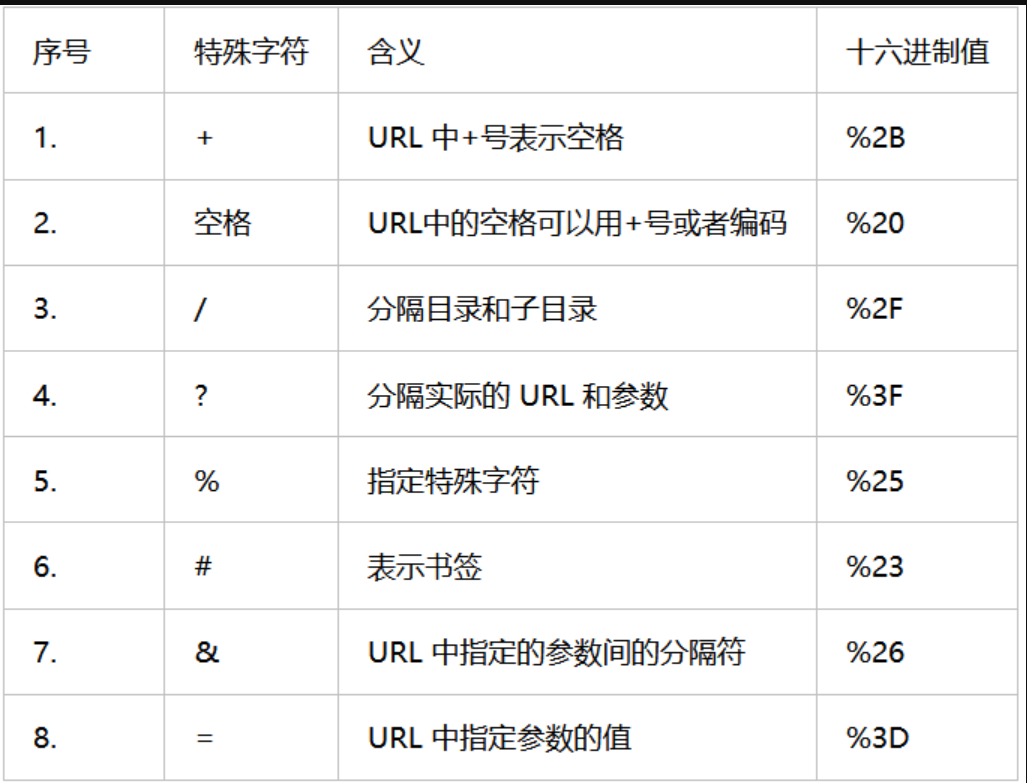 序号 特殊字符 含义 十六进制值
1. + URL 中+号表示空格 %2B
2. 空格 URL中的空格可以用+号或者编码 %20
3. / 分隔目录和子目录 %2F
4. ? 分隔实际的 URL 和参数 %3F
5. % 指定特殊字符 %25
6. # 表示书签 %23
7. & URL 中指定的参数间的分隔符 %26
8. = URL 中指定参数的值 %3D